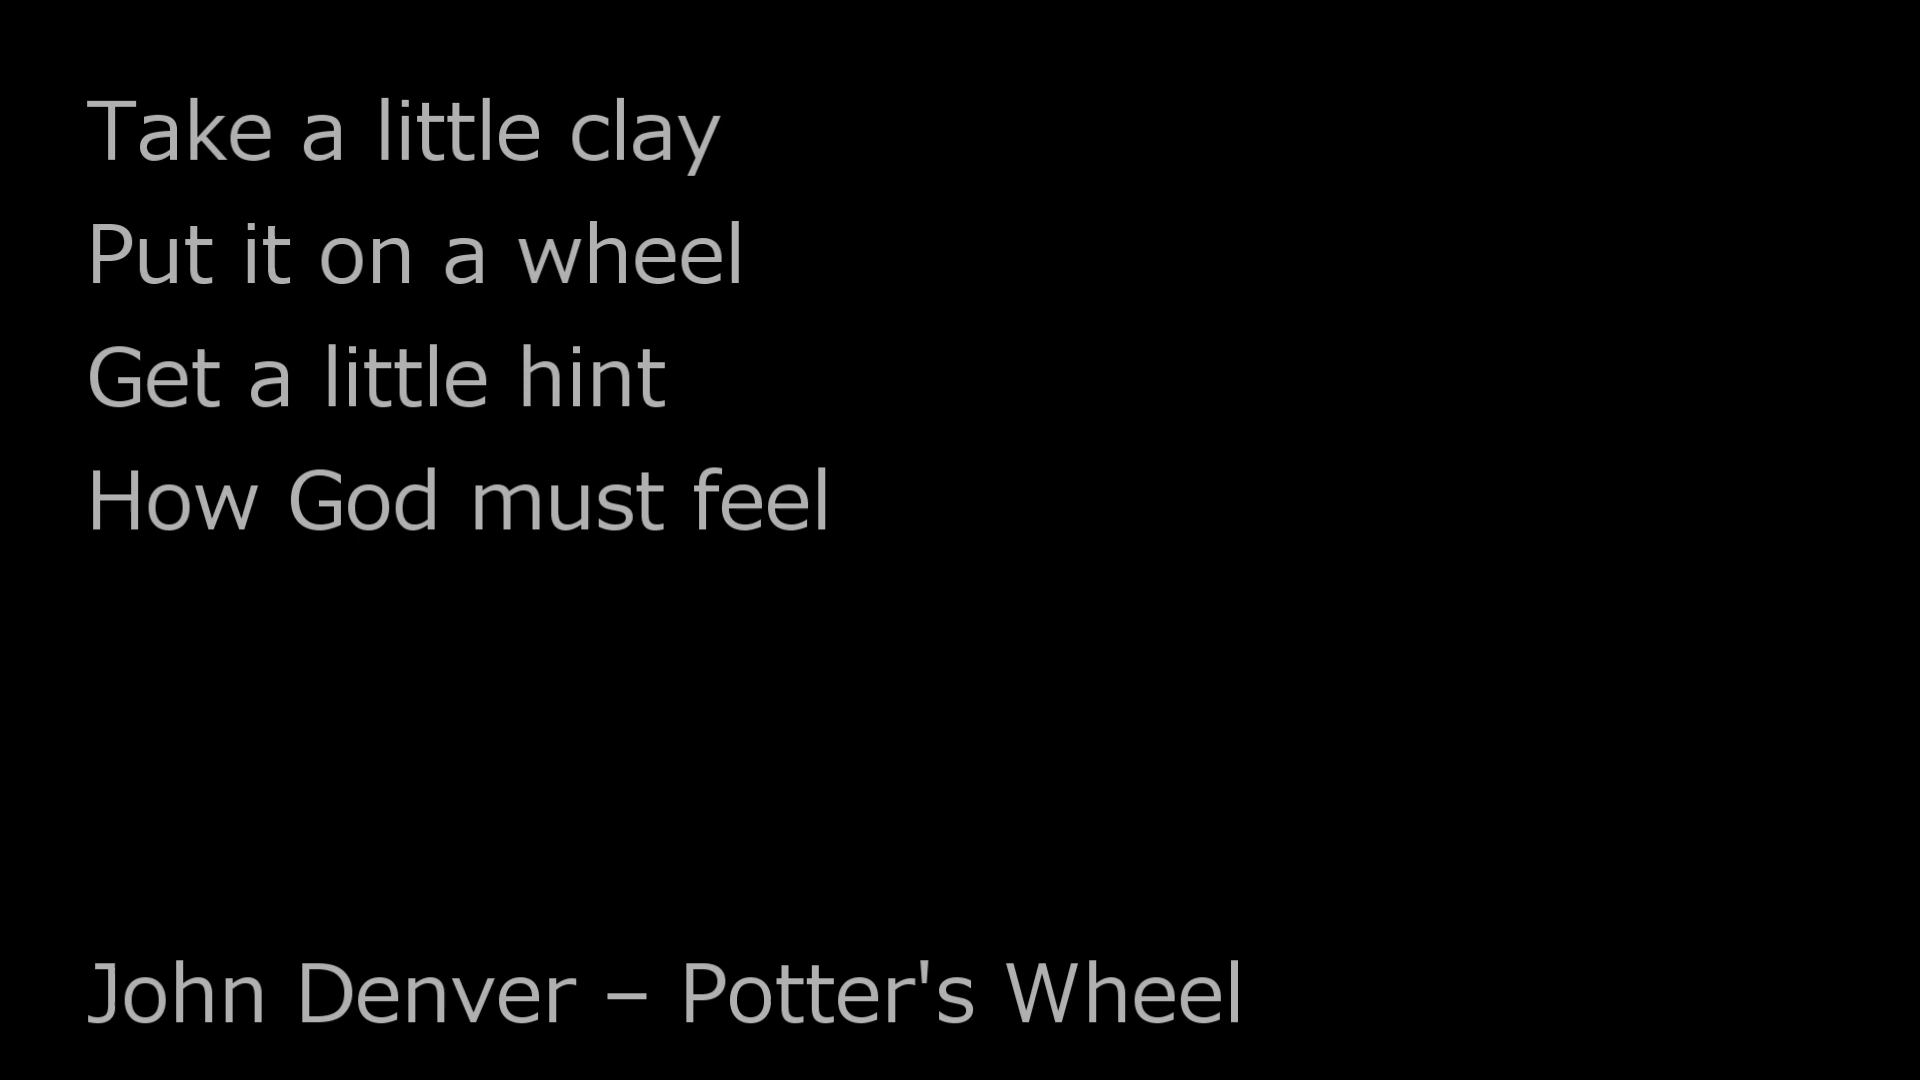 Take a little clay
Put it on a wheel
Get a little hint
How God must feel
John Denver – Potter's Wheel